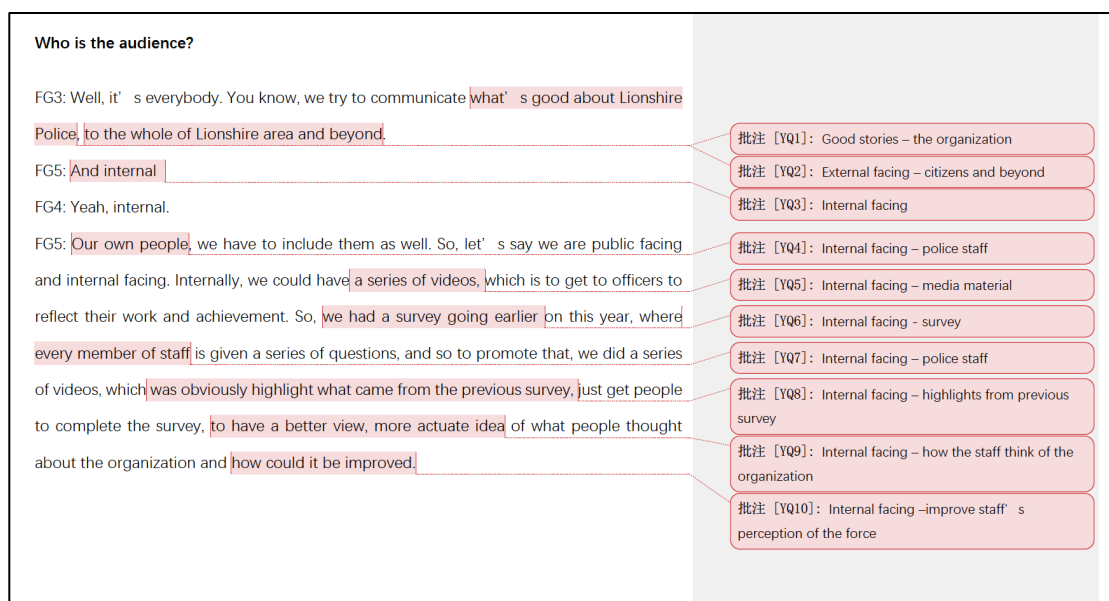 Who is the audience?
FG3: Well, it's everybody. You know, we try to communicate what's good about Lionshire
Police, to the whole of Lionshire area and beyond.
批注 [YQ1]: Good stories – the organization
FG5: And internal
批注 [YQ2]: External facing – citizens and beyond
FG4: Yeah, internal.
批注 [YQ3]: Internal facing
FG5: Our own people, we have to include them as well. So, let's say we are public facing
批注 [YQ4]: Internal facing – police staff
and internal facing. Internally, we could have a series of videos, which is to get to officers to
批注 [YQ5]: Internal facing – media material
reflect their work and achievement. So, we had a survey going earlier on this year, where
批注 [YQ6]: Internal facing - survey
every member of staff is given a series of questions, and so to promote that, we did a series
批注 [YQ7]: Internal facing – police staff
of videos, which was obviously highlight what came from the previous survey, just get people
批注 [YQ8]: Internal facing – highlights from previous
survey
to complete the survey, to have a better view, more actuate idea of what people thought
批注 [YQ9]: Internal facing – how the staff think of the
organization
about the organization and how could it be improved.
批注 [YQ10]: Internal facing –improve staff's
perception of the force